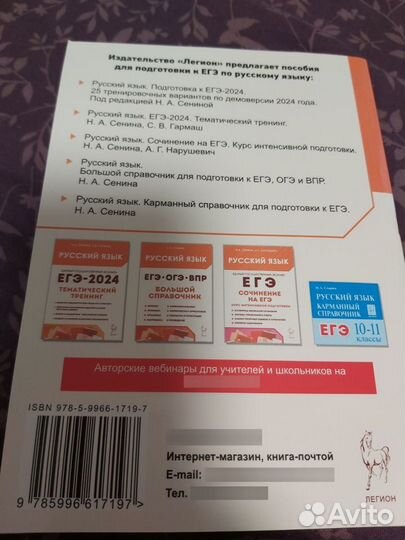 Издательство «Легион» предлагает пособия
для подготовки к ЕГЭ по русскому языку:
Русский язык. Подготовка к ЕГЭ-2024.
25 тренировочных вариантов по демоверсии 2024 года.
Под редакцией Н. А. Сениной
Русский язык. ЕГЭ-2024. Тематический тренинг.
Н. А. Сенина, С. В. Гармаш
Русский язык. Сочинение на ЕГЭ. Курс интенсивной подготовки.
Н. А. Сенина, А. Г. Нарушевич
Русский язык.
Большой справочник для подготовки к ЕГЭ, ОГЭ и ВПР.
Н. А. Сенина
Русский язык. Карманный справочник для подготовки к ЕГЭ.
Н. А. Сенина
РУССКИЙ ЯЗЫК
ЕГЭ-2024
ТЕМАТИЧЕСКИЙ
ТРЕНИНГ
РУССКИЙ ЯЗЫК
ЕГЭ·ОГЭ·ВПР
БОЛЬШОЙ
СПРАВОЧНИК
РУССКИЙ ЯЗЫК
ЕГЭ
СОЧИНЕНИЕ
НА ЕГЭ
РУССКИЙ ЯЗЫК
КАРМАННЫЙ
СПРАВОЧНИК
ЕГЭ 10-11
классы
Авторские вебинары для учителей и школьников на
ISBN 978-5-9966-1719-7
9 785996 617197 >
Интернет-магазин, книга-почтой
E-mail:
Тел.
ЛЕГИОН
Avito